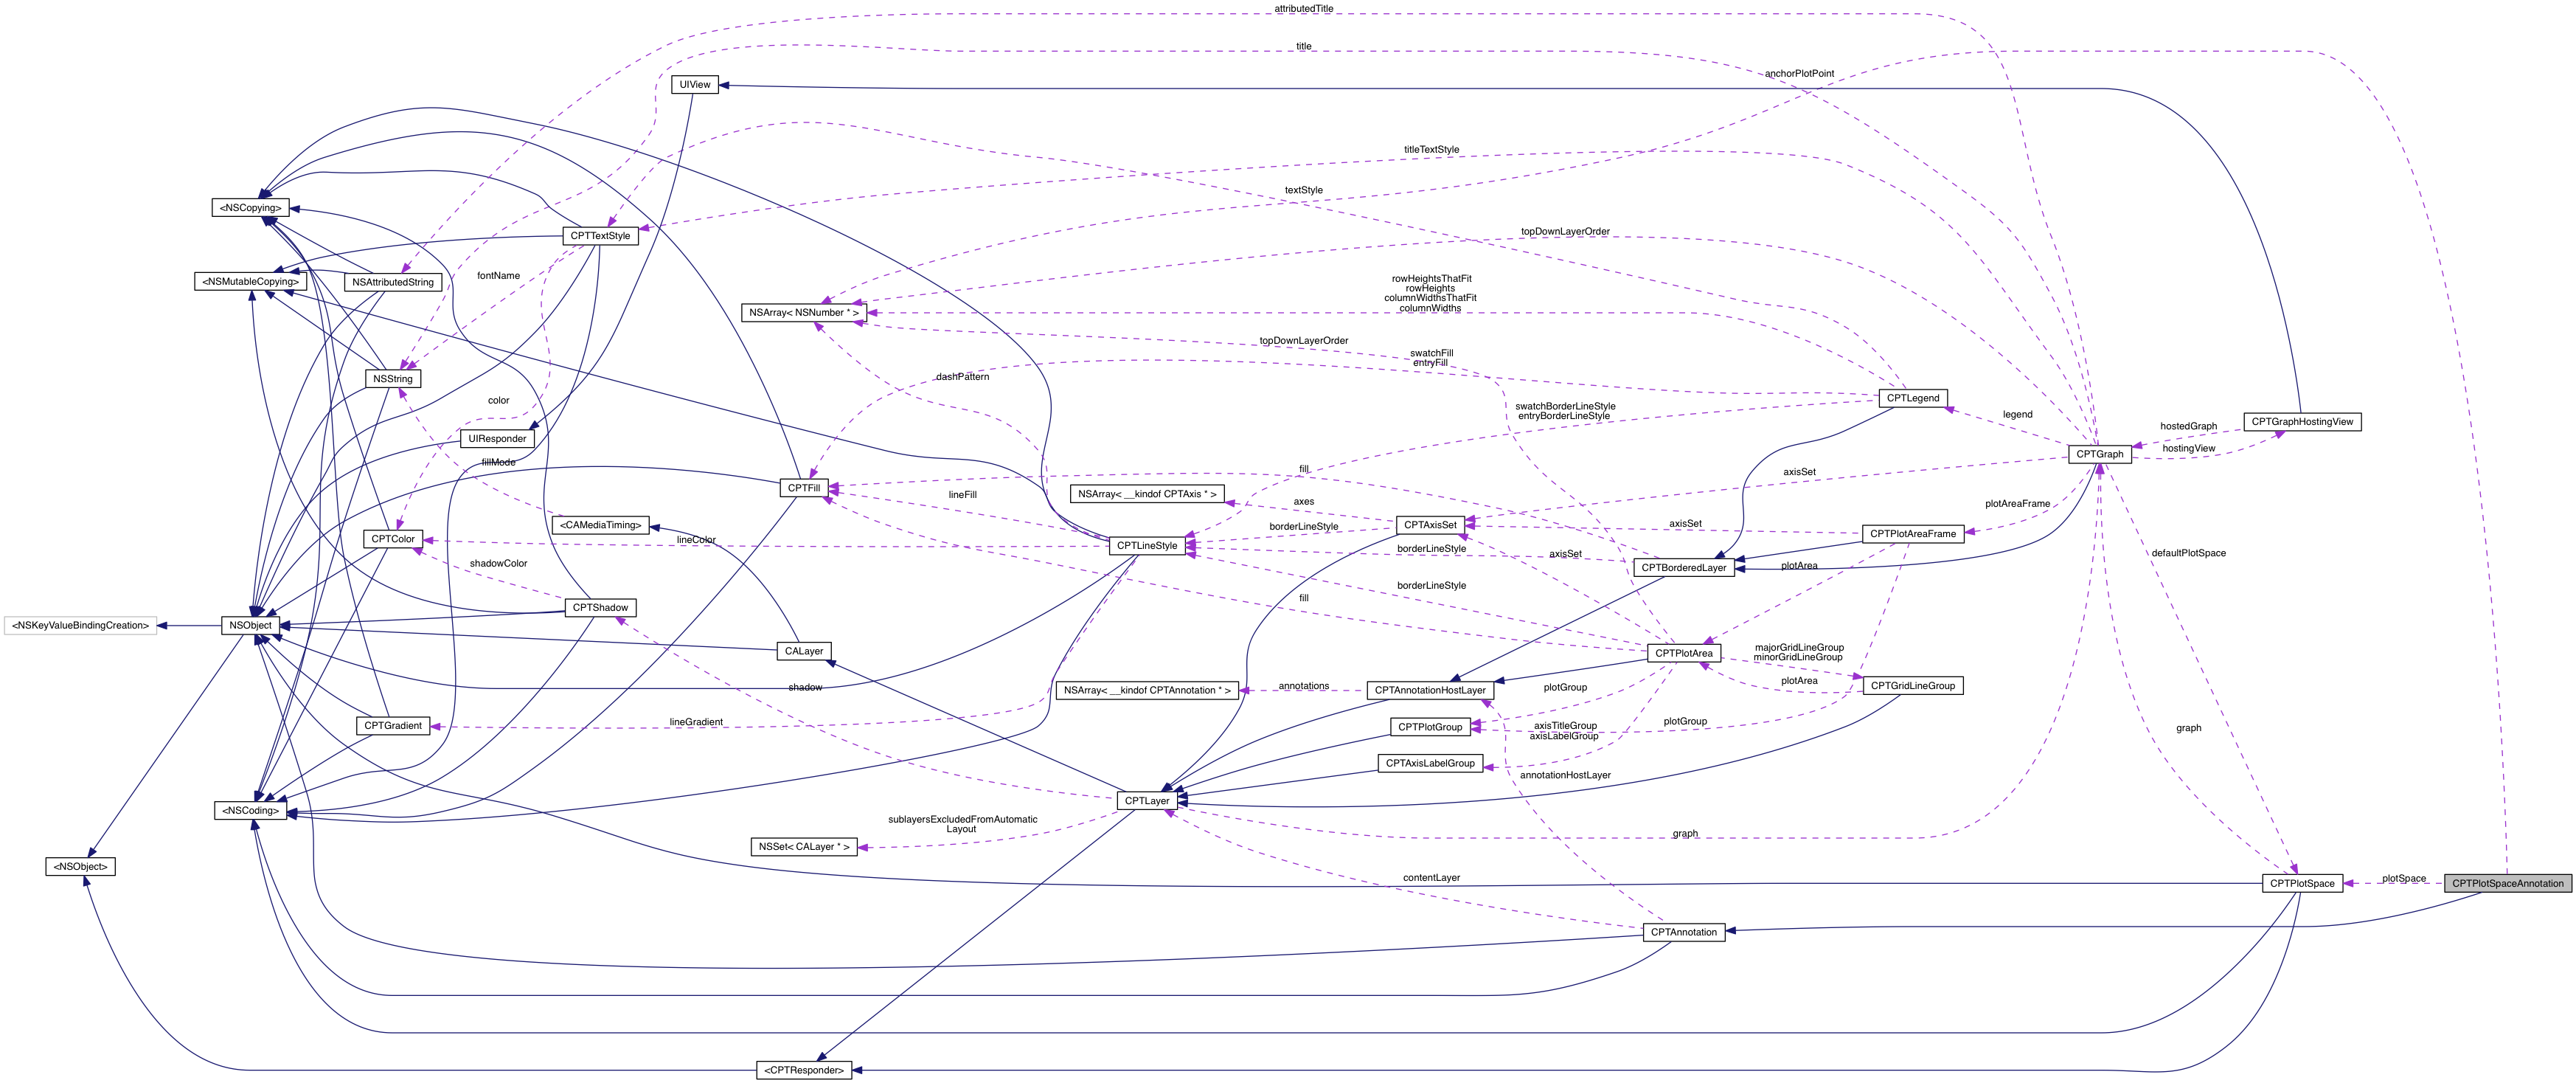 attributedTitle
title
anchorPlotPoint
UIView
titleTextStyle
textStyle
<NSCopying>
CPTTextStyle
topDownLayerOrder
fontName
<NSMutableCopying>
NSAttributedString
rowHeightsThatFit
rowHeights
columnWidthsThatFit
columnWidths
NSArray< NSNumber * >
topDownLayerOrder
swatchFill
entryFill
dashPattern
NSString
color
swatchBorderLineStyle
entryBorderLineStyle
CPTLegend
legend
CPTGraphHostingView
hostedGraph
hostingView
CPTGraph
UIResponder
fillMode
fill
axisSet
CPTFill
lineFill
NSArray< __kindof CPTAxis * >
axes
plotAreaFrame
<CAMediaTiming>
borderLineStyle
CPTAxisSet
axisSet
CPTPlotAreaFrame
CPTColor
lineColor
CPTLineStyle
borderLineStyle
axisSet
defaultPlotSpace
shadowColor
CPTBorderedLayer
plotArea
borderLineStyle
fill
CPTShadow
<NSKeyValueBindingCreation>
NSObject
CALayer
CPTPlotArea
majorGridLineGroup
minorGridLineGroup
shadow
NSArray< __kindof CPTAnnotation * >
annotations
CPTAnnotationHostLayer
plotGroup
plotArea
CPTGridLineGroup
CPTGradient
lineGradient
CPTPlotGroup
axisTitleGroup
axisLabelGroup
plotGroup
graph
CPTAxisLabelGroup
annotationHostLayer
<NSCoding>
CPTLayer
sublayersExcludedFromAutomatic
Layout
graph
NSSet< CALayer * >
<NSObject>
contentLayer
CPTPlotSpace
plotSpace
CPTPlotSpaceAnnotation
CPTAnnotation
<CPTResponder>